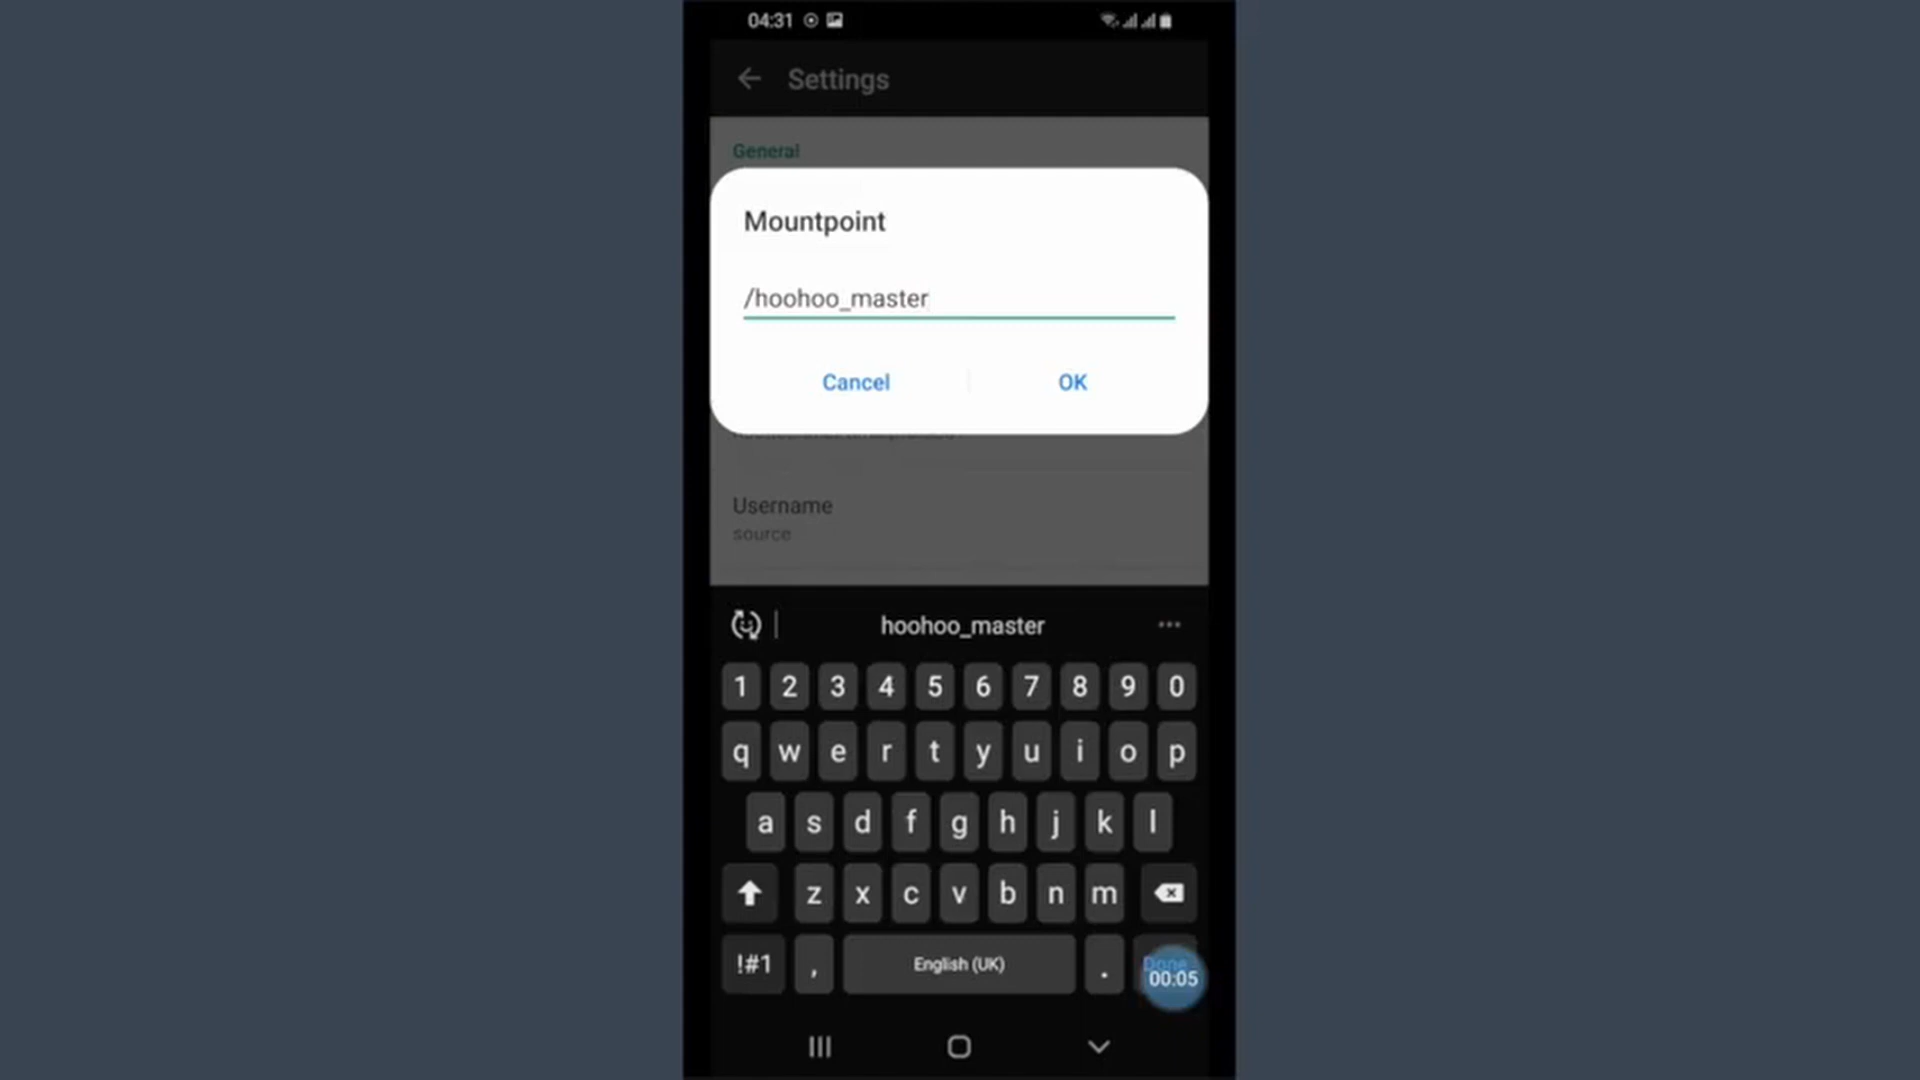 04:31
Settings
General
Mountpoint
/hoohoo_master
Cancel
OK
Username
source
hoohoo_master
1 2 3 4 5 6 7 8 9 0
q w e r t y u i o p
a s d f g h j k l
z x c v b n m
!#1 , English (UK) . Done
00:05